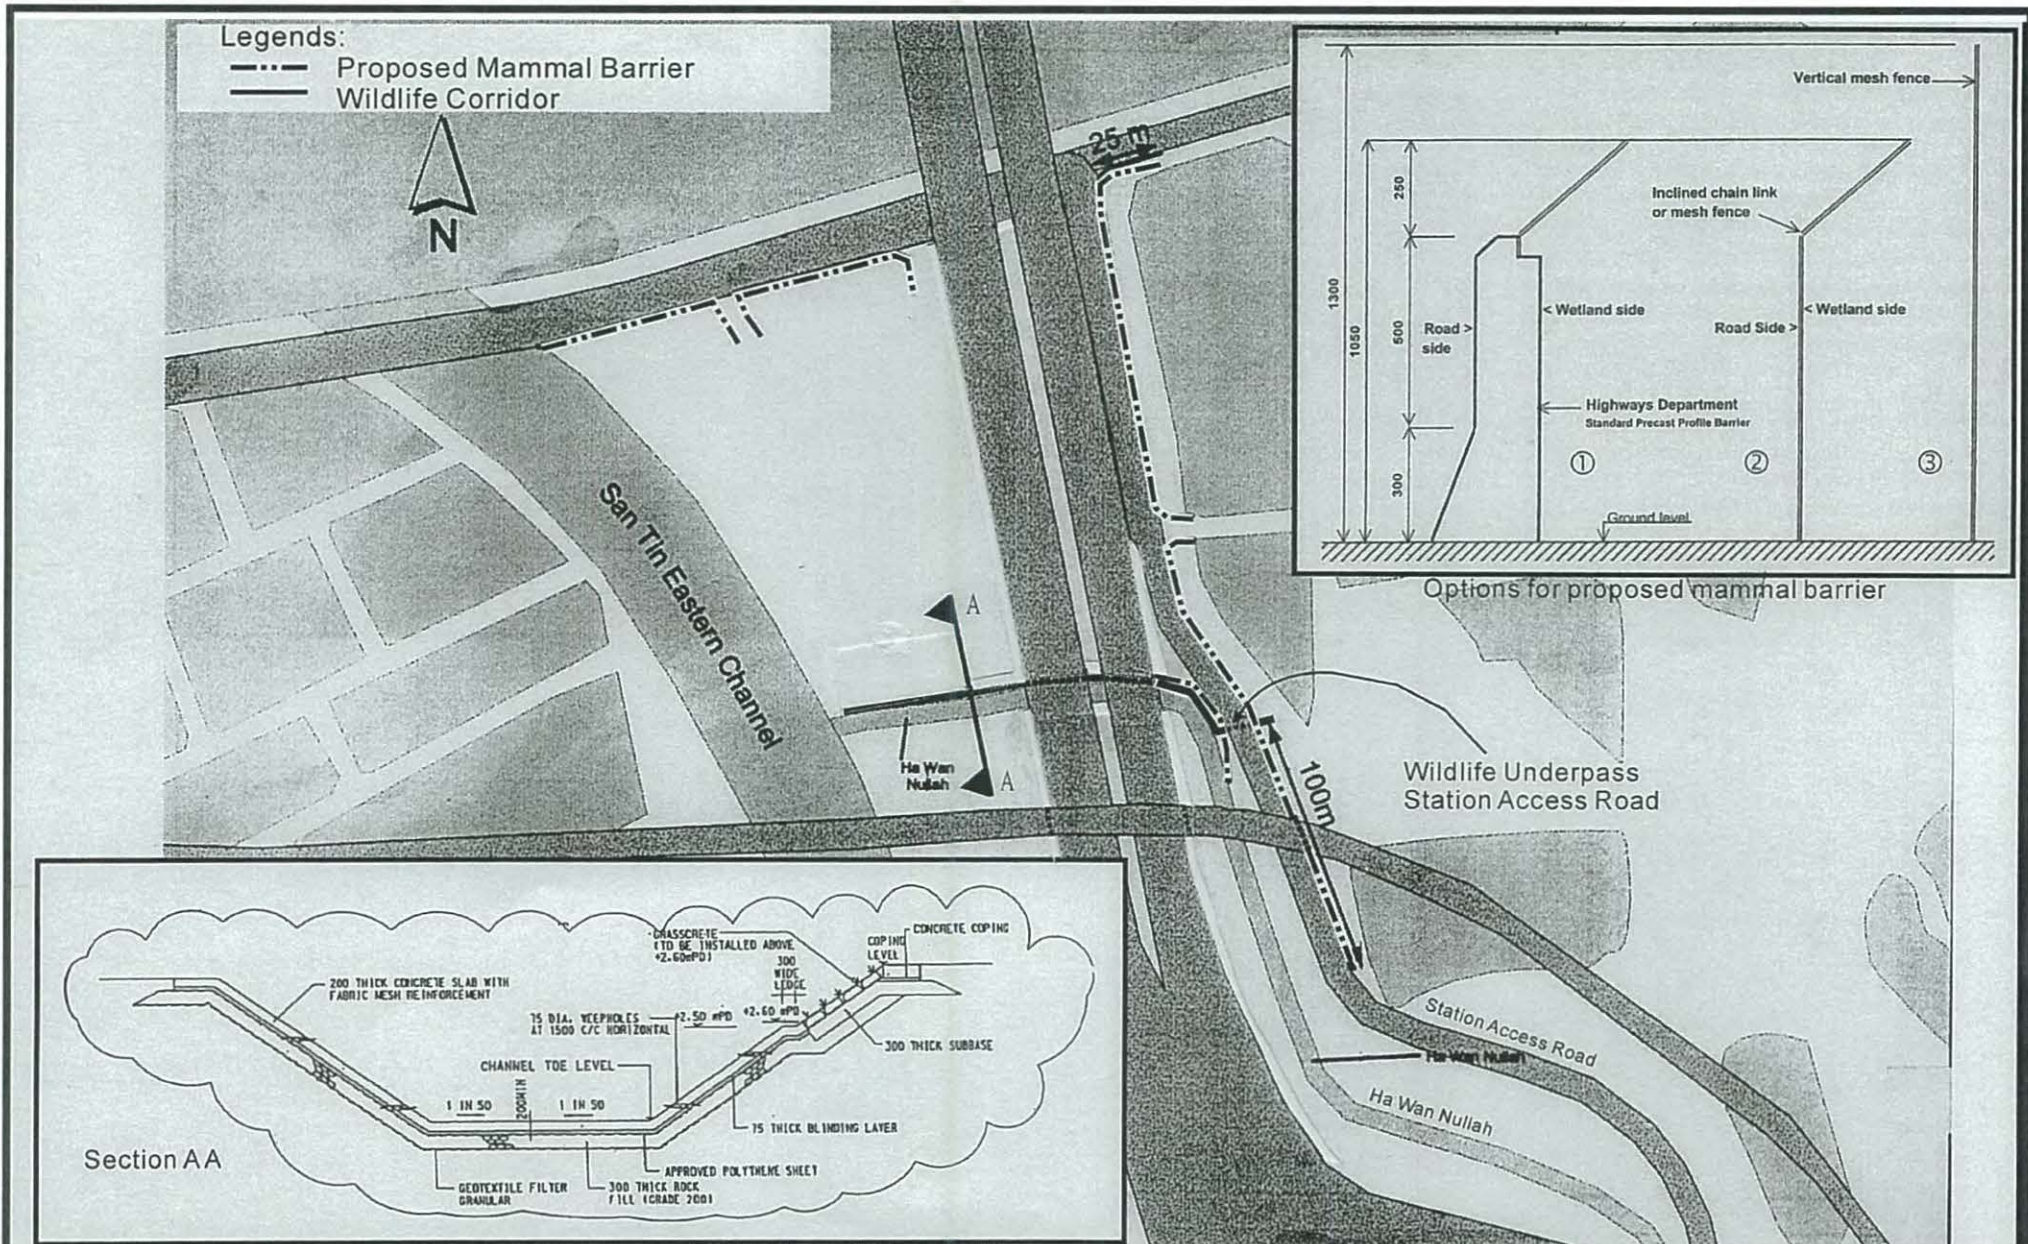 Legends:
Proposed Mammal Barrier
Wildlife Corridor
N
25 m
Vertical mesh fence
Inclined chain link
or mesh fence
250
1300
1050
500
300
Road >
side
< Wetland side
Road Side >
< Wetland side
Highways Department
Standard Precast Profile Barrier
① ② ③
Ground level
Options for proposed mammal barrier
San Tin Eastern Channel
A
A
Ha Wan
Nullah
100m
Wildlife Underpass
Station Access Road
Station Access Road
Ha Wan Nullah
Ha Wan Nullah
GRASSCRETE
(TO BE INSTALLED ABOVE
+2.60mPD)
COPING
LEVEL
CONCRETE COPING
300
WIDE
LEDGE
200 THICK CONCRETE SLAB WITH
FABRIC MESH REINFORCEMENT
75 DIA. WEEPHOLES
AT 1500 C/C HORIZONTAL
+2.50 mPD
+2.60 mPD
300 THICK SUBBASE
CHANNEL TOE LEVEL
1 IN 50
200MIN
1 IN 50
75 THICK BLINDING LAYER
Section AA
APPROVED POLYTHENE SHEET
GEOTEXTILE FILTER
GRANULAR
300 THICK ROCK
FILL (GRADE 200)